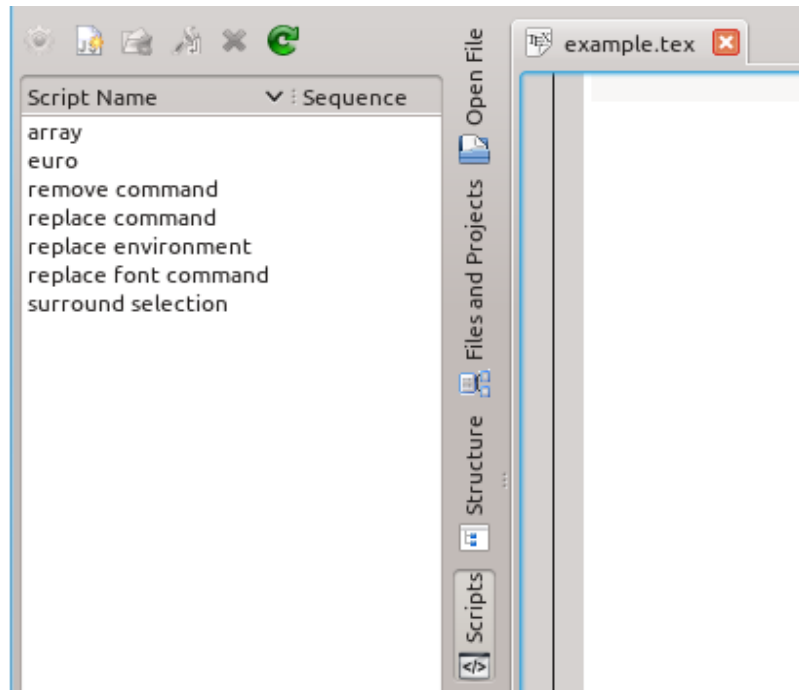 Script Name Sequence
array
euro
remove command
replace command
replace environment
replace font command
surround selection
Open File
Files and Projects
Structure
Scripts
example.tex